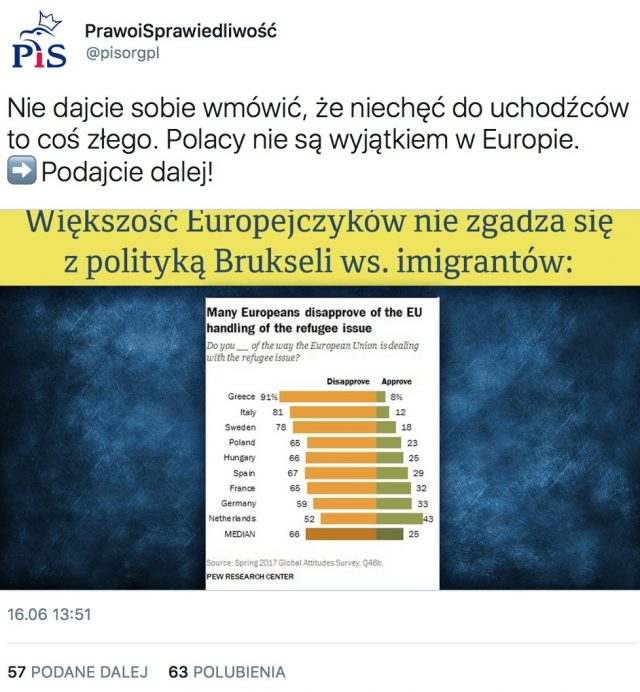 PiS
PrawoiSprawiedliwość
@pisorgpl
Nie dajcie sobie wmówić, że niechęć do uchodźców
to coś złego. Polacy nie są wyjątkiem w Europie.
➡Podajcie dalej!
Większość Europejczyków nie zgadza się
z polityką Brukseli ws. imigrantów:
Many Europeans disapprove of the EU
handling of the refugee issue
Do you __ of the way the European Union is dealing
with the refugee issue?
Disapprove Approve
Greece 91% 8%
Italy 81 12
Sweden 78 18
Poland 65 23
Hungary 66 25
Spain 67 29
France 65 32
Germany 59 33
Netherlands 52 43
MEDIAN 66 25
Source: Spring 2017 Global Attitudes Survey. Q46b.
PEW RESEARCH CENTER
16.06 13:51
57 PODANE DALEJ 63 POLUBIENIA